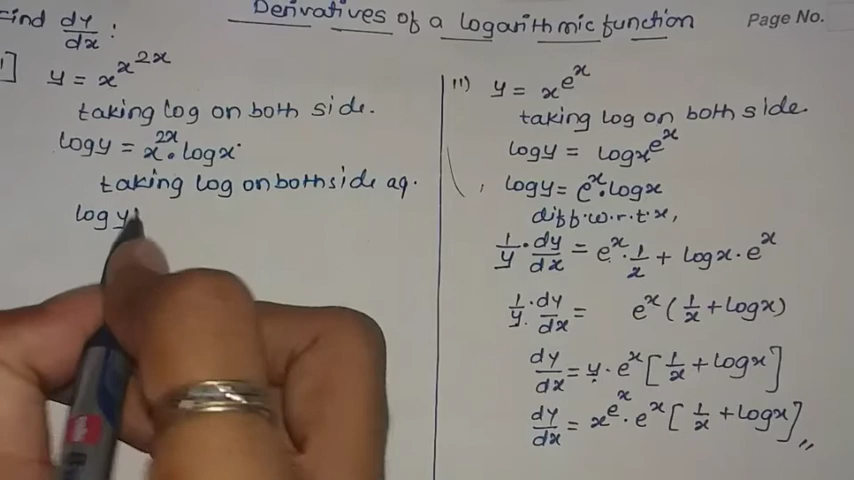 Derivatives of a logarithmic function
Page No.
Find dy/dx :
y = x^x^2x
taking log on both side.
log y = x^2x . log x.
taking log on both side ag.
log y
11) y = x^e^x
taking log on both side.
log y = log x^e^x
log y = e^x . log x
diff. w.r.t x,
1/y . dy/dx = e^x . 1/x + log x . e^x
1/y . dy/dx = e^x ( 1/x + log x )
dy/dx = y . e^x [ 1/x + log x ]
dy/dx = x^e^x . e^x [ 1/x + log x ] ,,